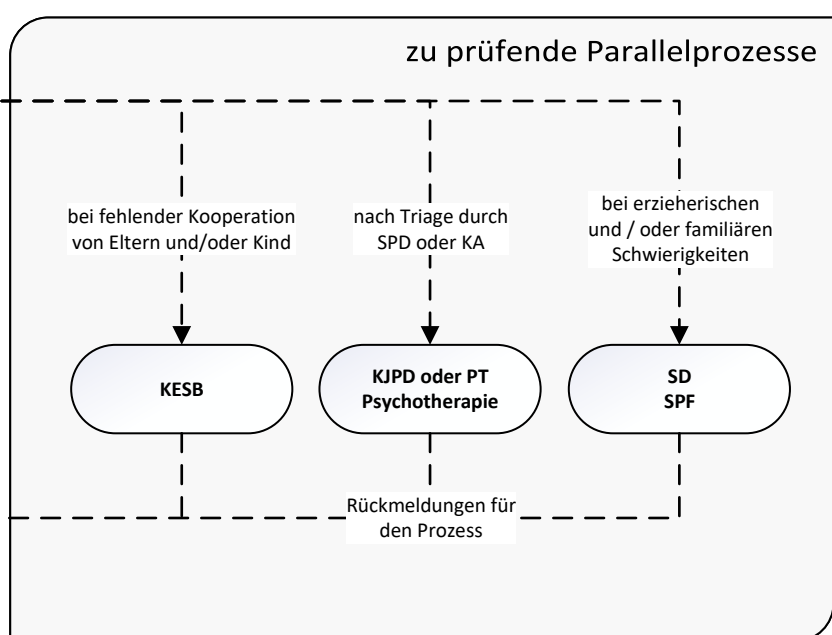 zu prüfende Parallelprozesse
bei fehlender Kooperation
von Eltern und/oder Kind
nach Triage durch
SPD oder KA
bei erzieherischen
und / oder familiären
Schwierigkeiten
KESB
KJPD oder PT
Psychotherapie
SD
SPF
Rückmeldungen für
den Prozess